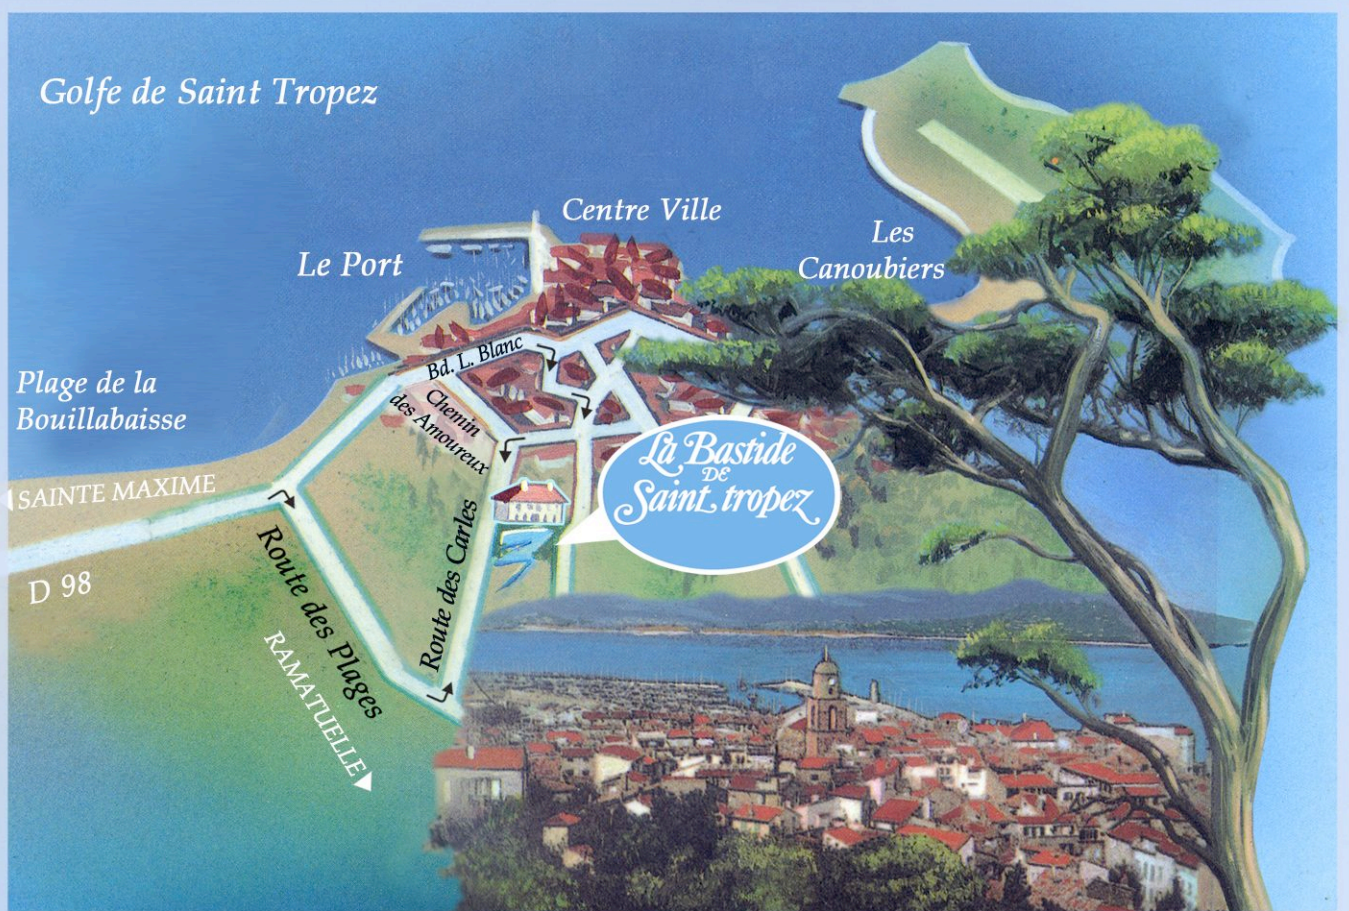 Golfe de Saint Tropez
Centre Ville
Le Port
Les
Canoubiers
Bd. L. Blanc
Plage de la
Bouillabaisse
Chemin
des Amoureux
La Bastide
DE
Saint tropez
SAINTE MAXIME
D 98
Route des Plages
Route des Carles
RAMATUELLE